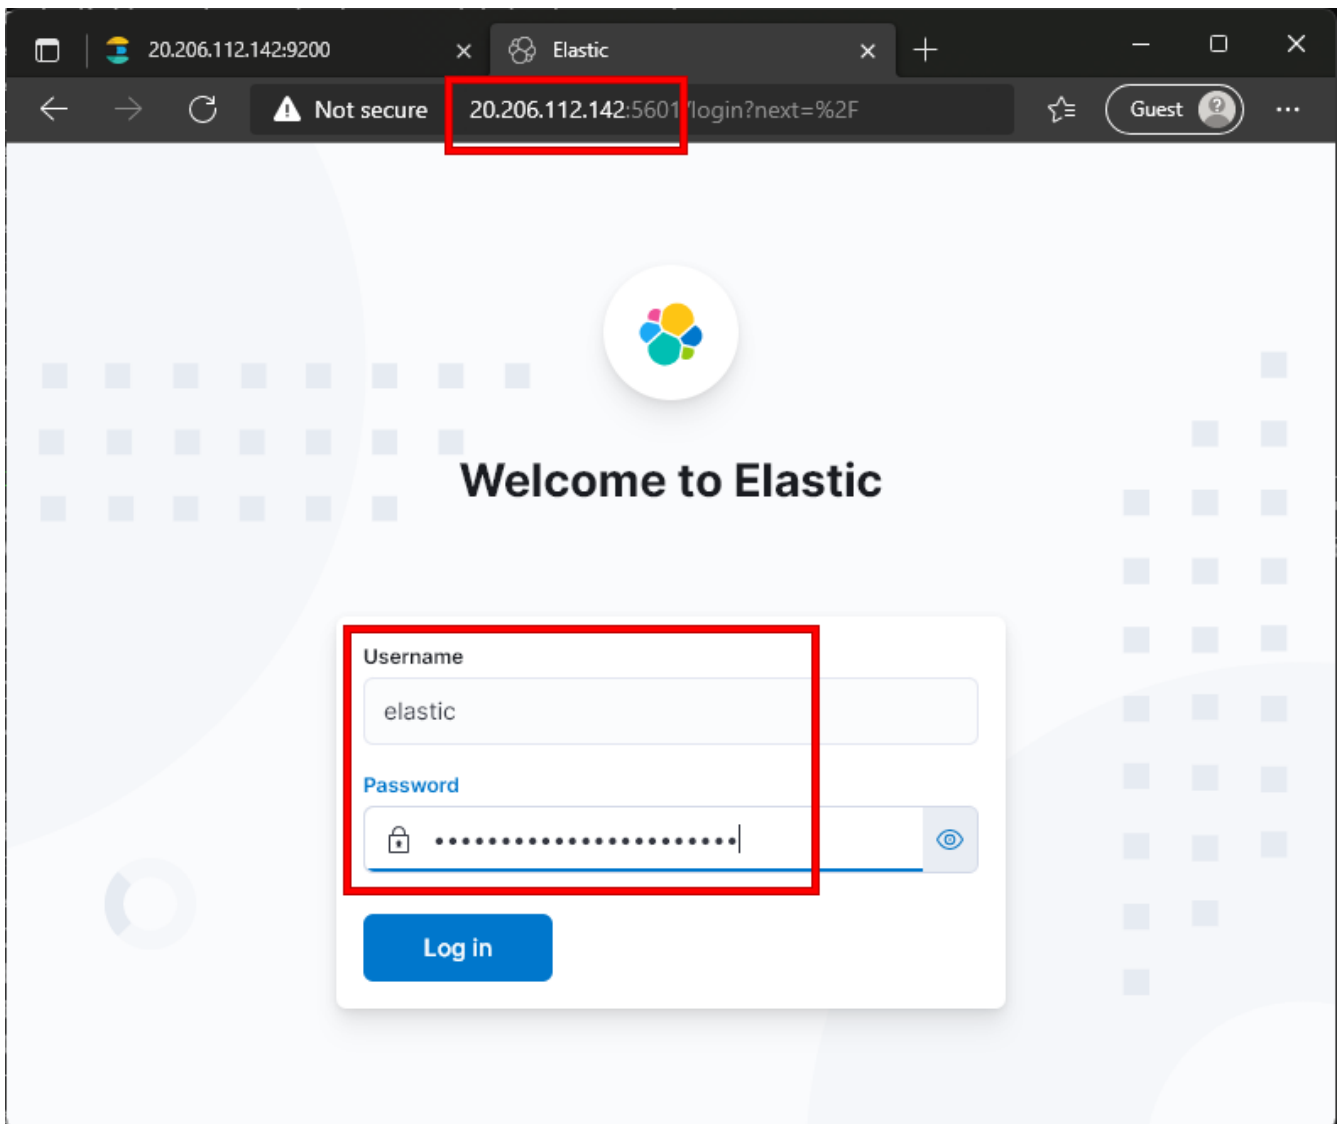 20.206.112.142:9200
Elastic
Not secure
20.206.112.142:5601/login?next=%2F
Guest
Welcome to Elastic
Username
elastic
Password
Log in